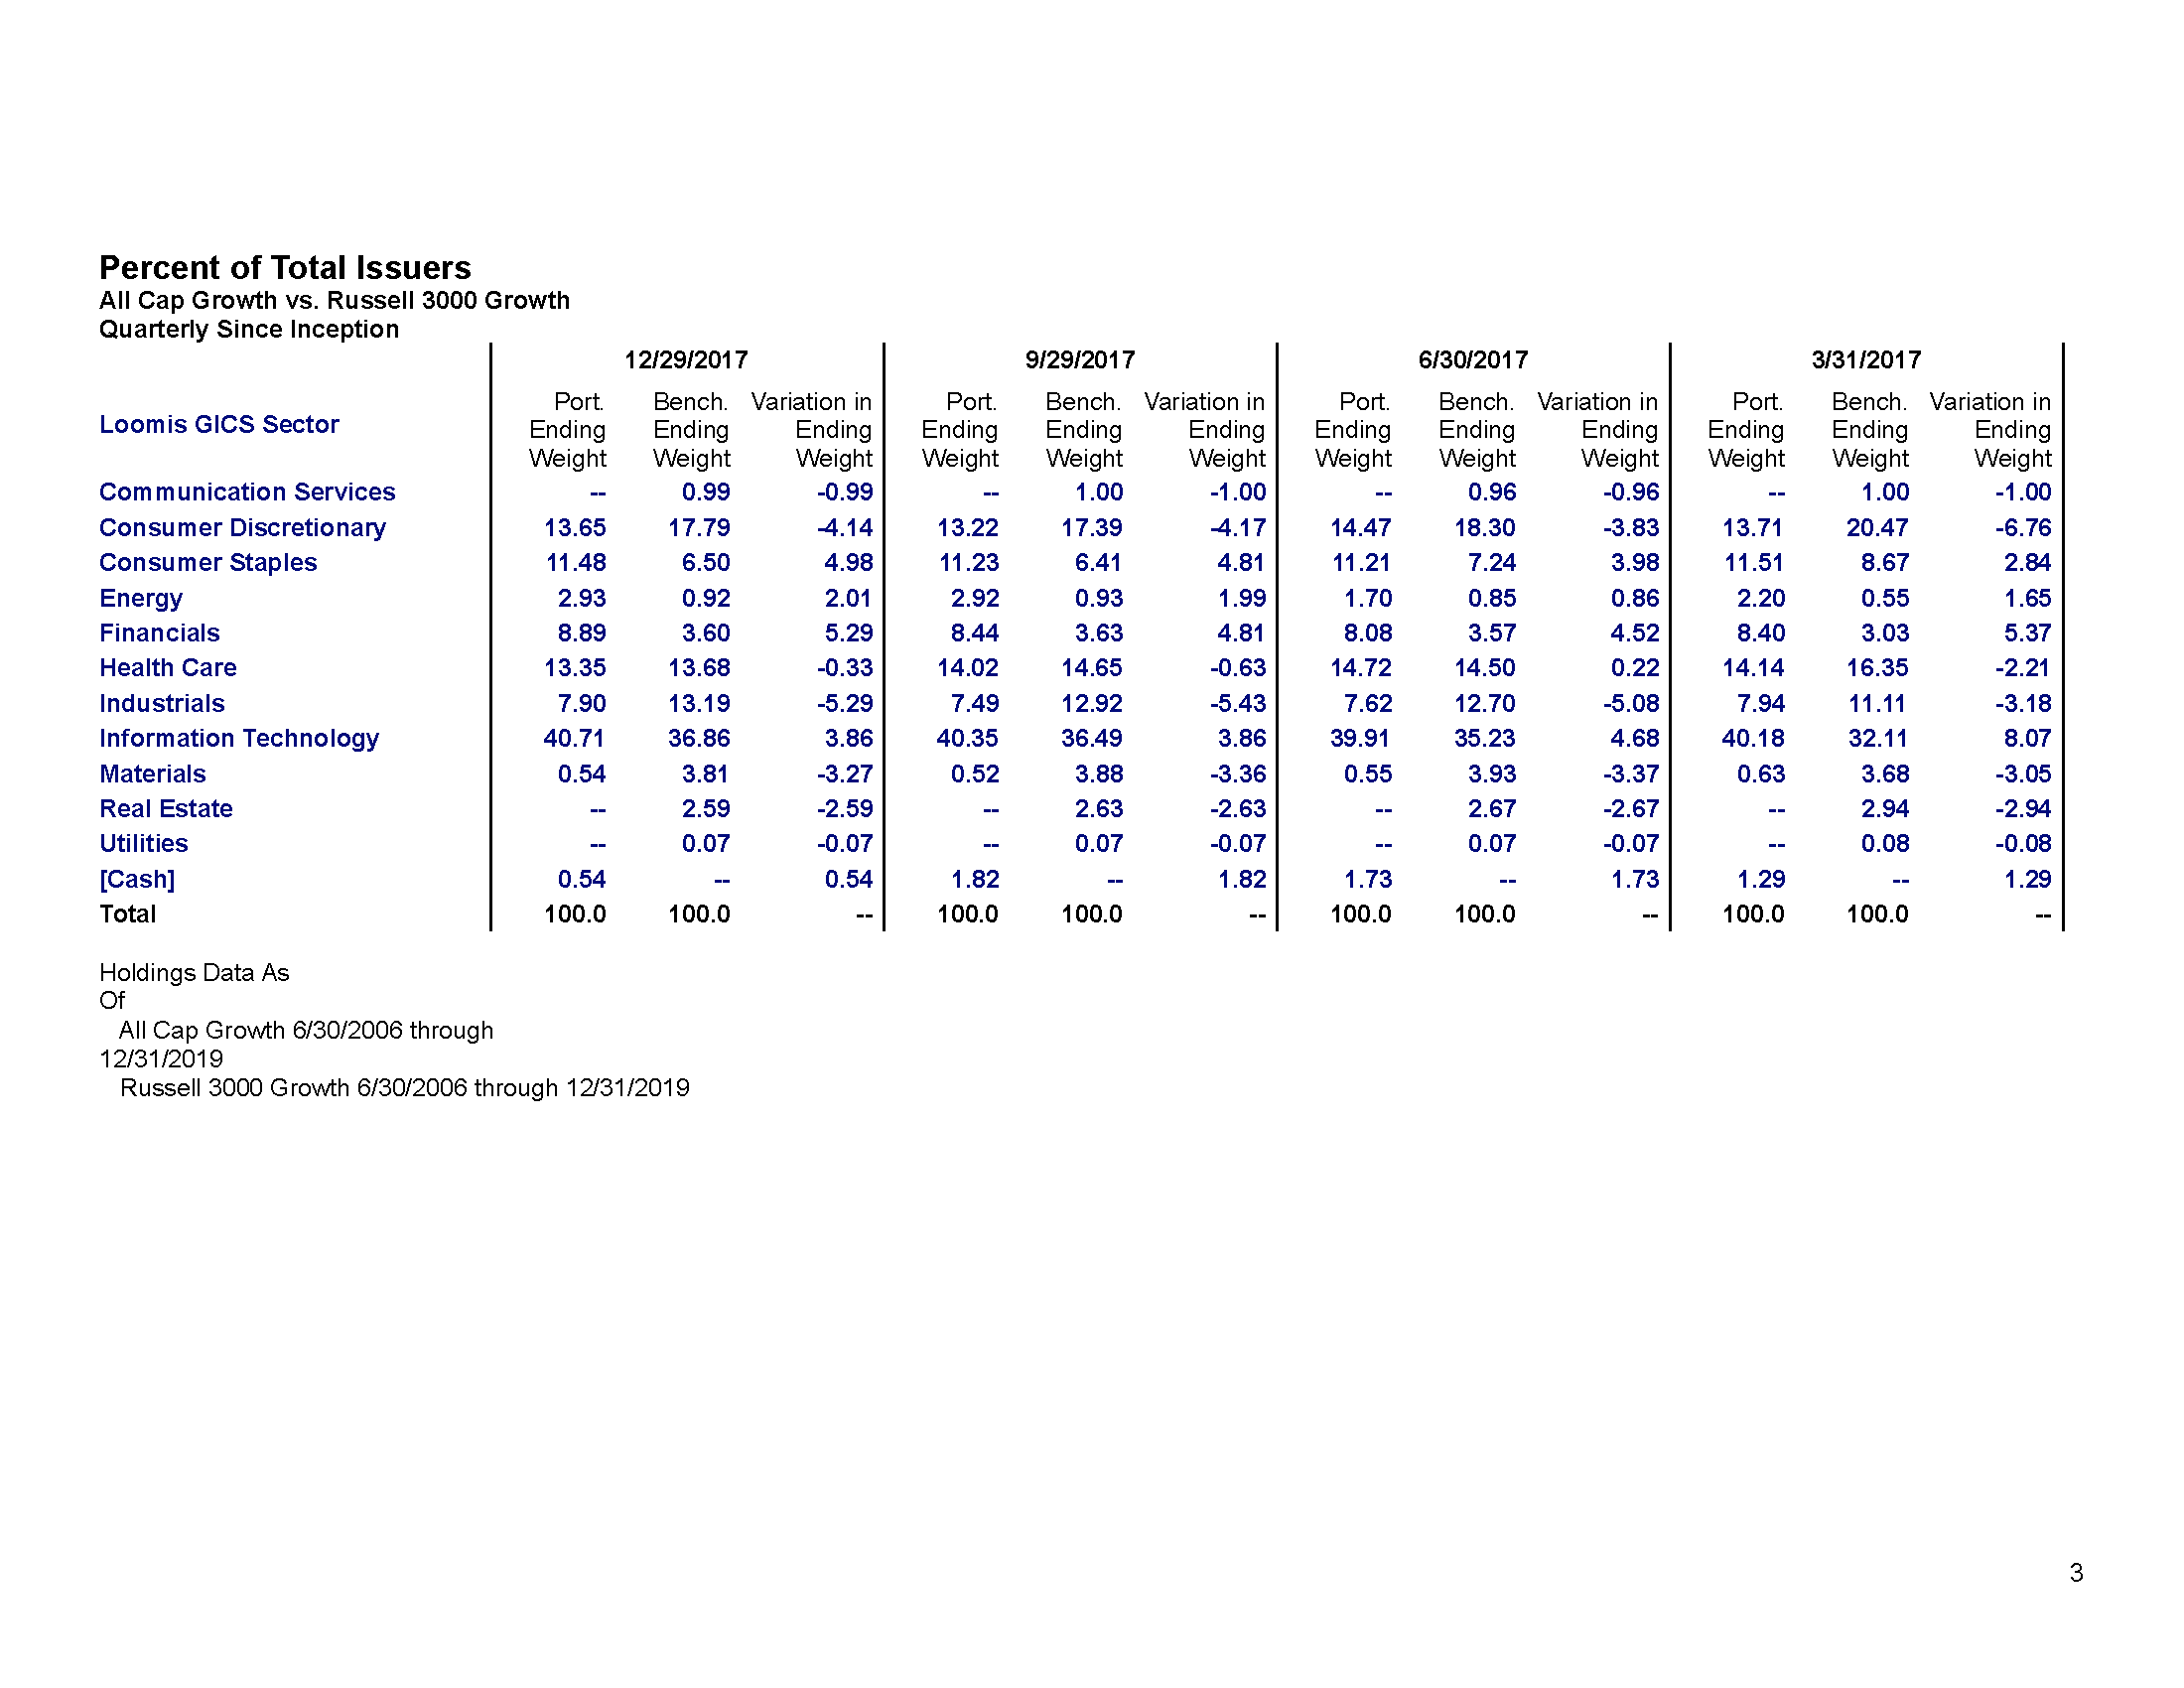 Percent of Total Issuers
All Cap Growth vs. Russell 3000 Growth
Quarterly Since Inception
12/29/2017 9/29/2017 6/30/2017 3/31/2017
Loomis GICS Sector
Port. Bench. Variation in Port. Bench. Variation in Port. Bench. Variation in Port. Bench. Variation in
Ending Ending Ending Ending Ending Ending Ending Ending Ending Ending Ending Ending
Weight Weight Weight Weight Weight Weight Weight Weight Weight Weight Weight Weight
Communication Services -- 0.99 -0.99 -- 1.00 -1.00 -- 0.96 -0.96 -- 1.00 -1.00
Consumer Discretionary 13.65 17.79 -4.14 13.22 17.39 -4.17 14.47 18.30 -3.83 13.71 20.47 -6.76
Consumer Staples 11.48 6.50 4.98 11.23 6.41 4.81 11.21 7.24 3.98 11.51 8.67 2.84
Energy 2.93 0.92 2.01 2.92 0.93 1.99 1.70 0.85 0.86 2.20 0.55 1.65
Financials 8.89 3.60 5.29 8.44 3.63 4.81 8.08 3.57 4.52 8.40 3.03 5.37
Health Care 13.35 13.68 -0.33 14.02 14.65 -0.63 14.72 14.50 0.22 14.14 16.35 -2.21
Industrials 7.90 13.19 -5.29 7.49 12.92 -5.43 7.62 12.70 -5.08 7.94 11.11 -3.18
Information Technology 40.71 36.86 3.86 40.35 36.49 3.86 39.91 35.23 4.68 40.18 32.11 8.07
Materials 0.54 3.81 -3.27 0.52 3.88 -3.36 0.55 3.93 -3.37 0.63 3.68 -3.05
Real Estate -- 2.59 -2.59 -- 2.63 -2.63 -- 2.67 -2.67 -- 2.94 -2.94
Utilities -- 0.07 -0.07 -- 0.07 -0.07 -- 0.07 -0.07 -- 0.08 -0.08
[Cash] 0.54 -- 0.54 1.82 -- 1.82 1.73 -- 1.73 1.29 -- 1.29
Total 100.0 100.0 -- 100.0 100.0 -- 100.0 100.0 -- 100.0 100.0 --
Holdings Data As
Of
All Cap Growth 6/30/2006 through
12/31/2019
Russell 3000 Growth 6/30/2006 through 12/31/2019
3